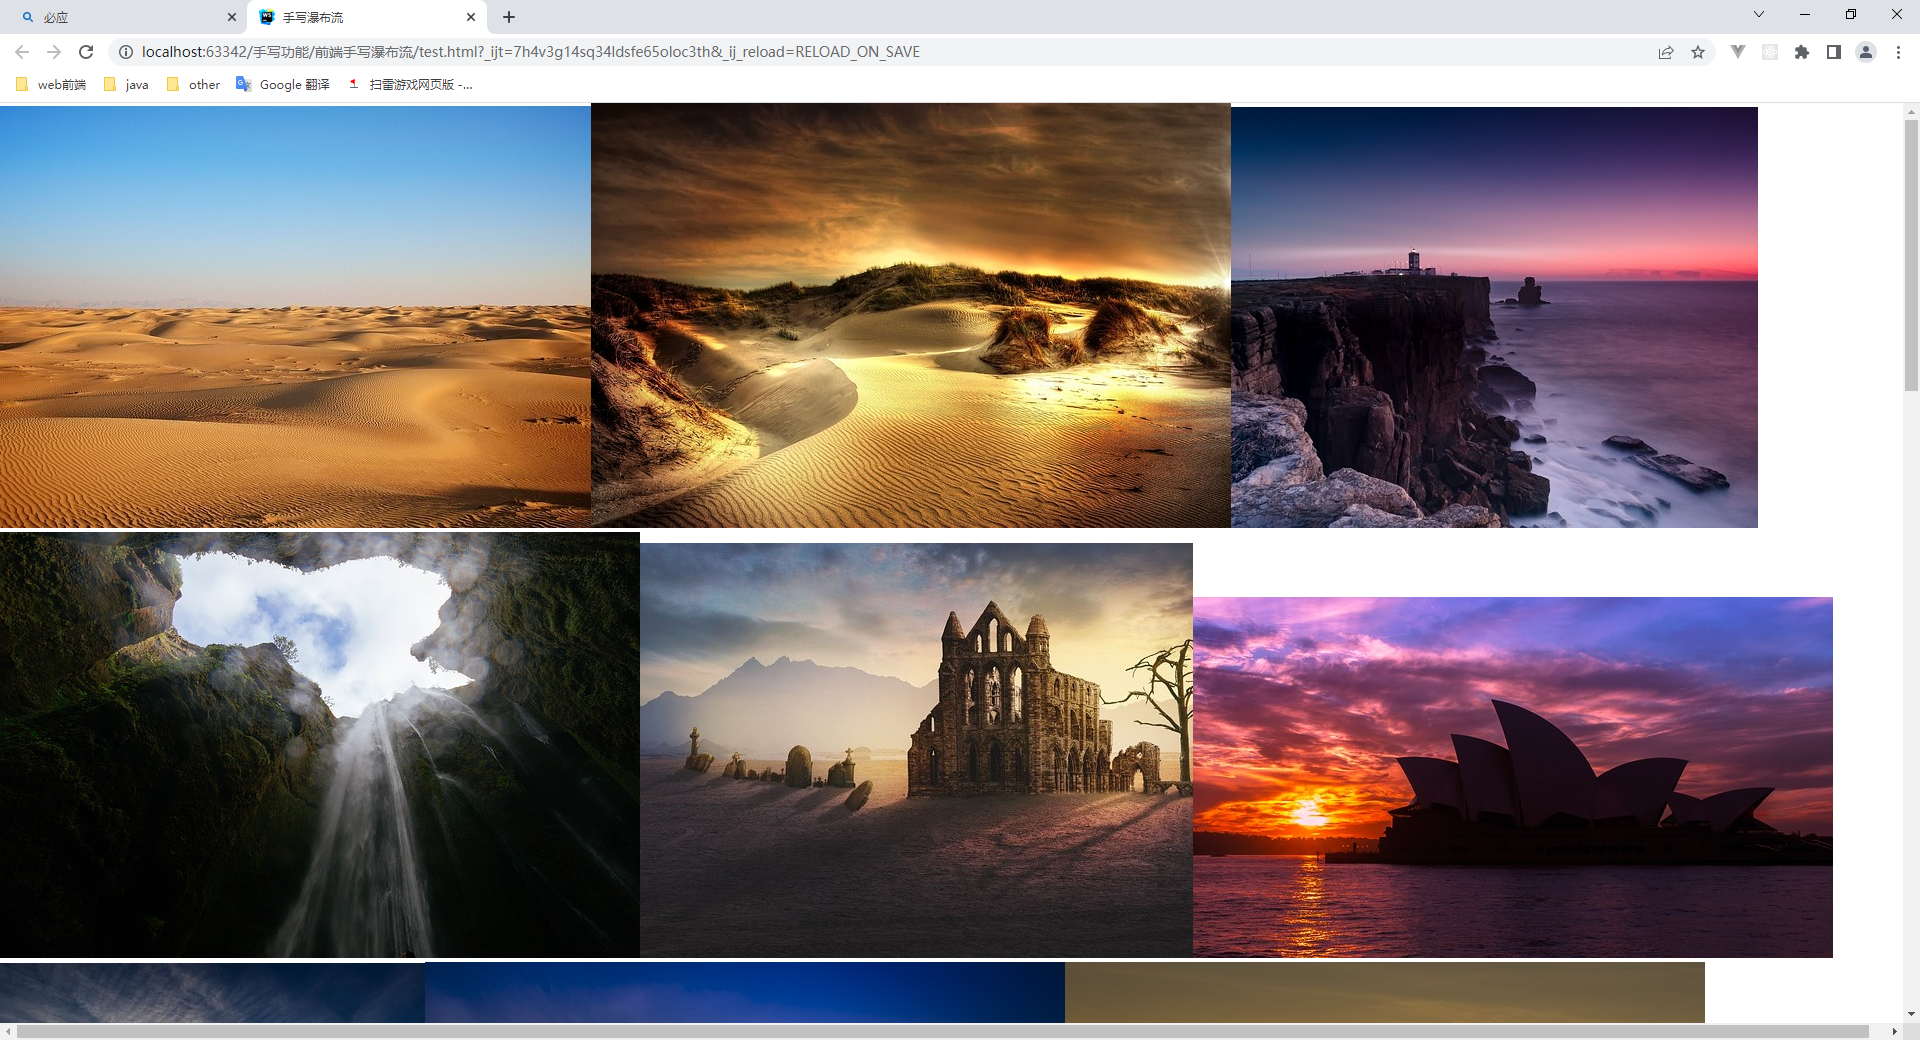 必应
手写瀑布流
localhost:63342/手写功能/前端手写瀑布流/test.html?_ijt=7h4v3g14sq34ldsfe65oloc3th&_ij_reload=RELOAD_ON_SAVE
web前端
java
other
Google 翻译
扫雷游戏网页版 -...